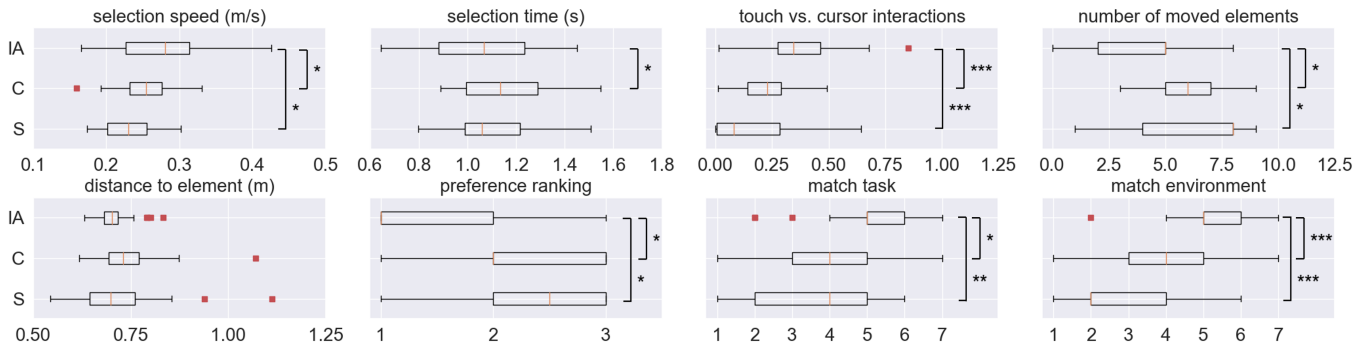 selection speed (m/s)
selection time (s)
touch vs. cursor interactions
number of moved elements
IA
C
S
*
*
*
***
***
*
*
0.1 0.2 0.3 0.4 0.5
0.6 0.8 1.0 1.2 1.4 1.6 1.8
0.00 0.25 0.50 0.75 1.00 1.25
0.0 2.5 5.0 7.5 10.0 12.5
distance to element (m)
preference ranking
match task
match environment
IA
C
S
*
*
*
**
***
***
0.50 0.75 1.00 1.25
1 2 3
1 2 3 4 5 6 7
1 2 3 4 5 6 7